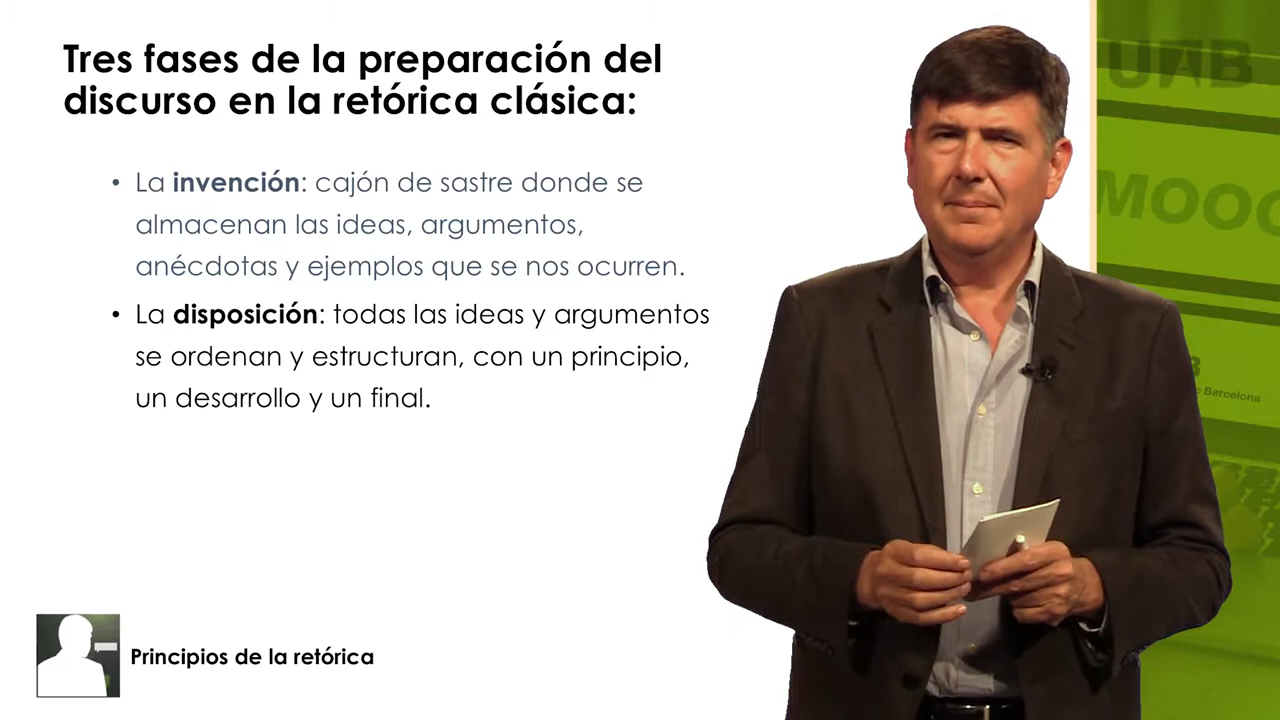 Tres fases de la preparación del
discurso en la retórica clásica:
• La invención: cajón de sastre donde se
almacenan las ideas, argumentos,
anécdotas y ejemplos que se nos ocurren.
• La disposición: todas las ideas y argumentos
se ordenan y estructuran, con un principio,
un desarrollo y un final.
Principios de la retórica
UAB
MOOC
B
e Barcelona